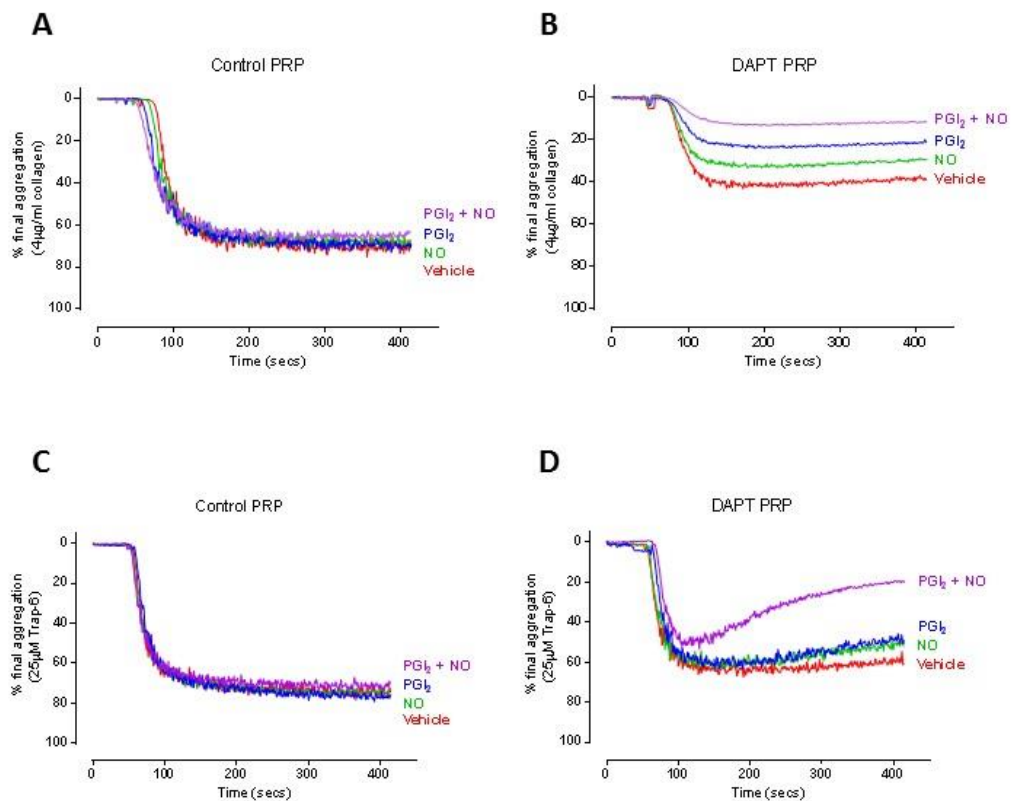 A
Control PRP
0
20
40
60
80
100
% final aggregation
(4µg/ml collagen)
PGI₂ + NO
PGI₂
NO
Vehicle
0
100
200
300
400
Time (secs)
B
DAPT PRP
0
20
40
60
80
100
% final aggregation
(4µg/ml collagen)
PGI₂ + NO
PGI₂
NO
Vehicle
0
100
200
300
400
Time (secs)
C
Control PRP
0
20
40
60
80
100
% final aggregation
(25µM Trap-6)
PGI₂ + NO
PGI₂
NO
Vehicle
0
100
200
300
400
Time (secs)
D
DAPT PRP
0
20
40
60
80
100
% final aggregation
(25µM Trap-6)
PGI₂ + NO
PGI₂
NO
Vehicle
0
100
200
300
400
Time (secs)